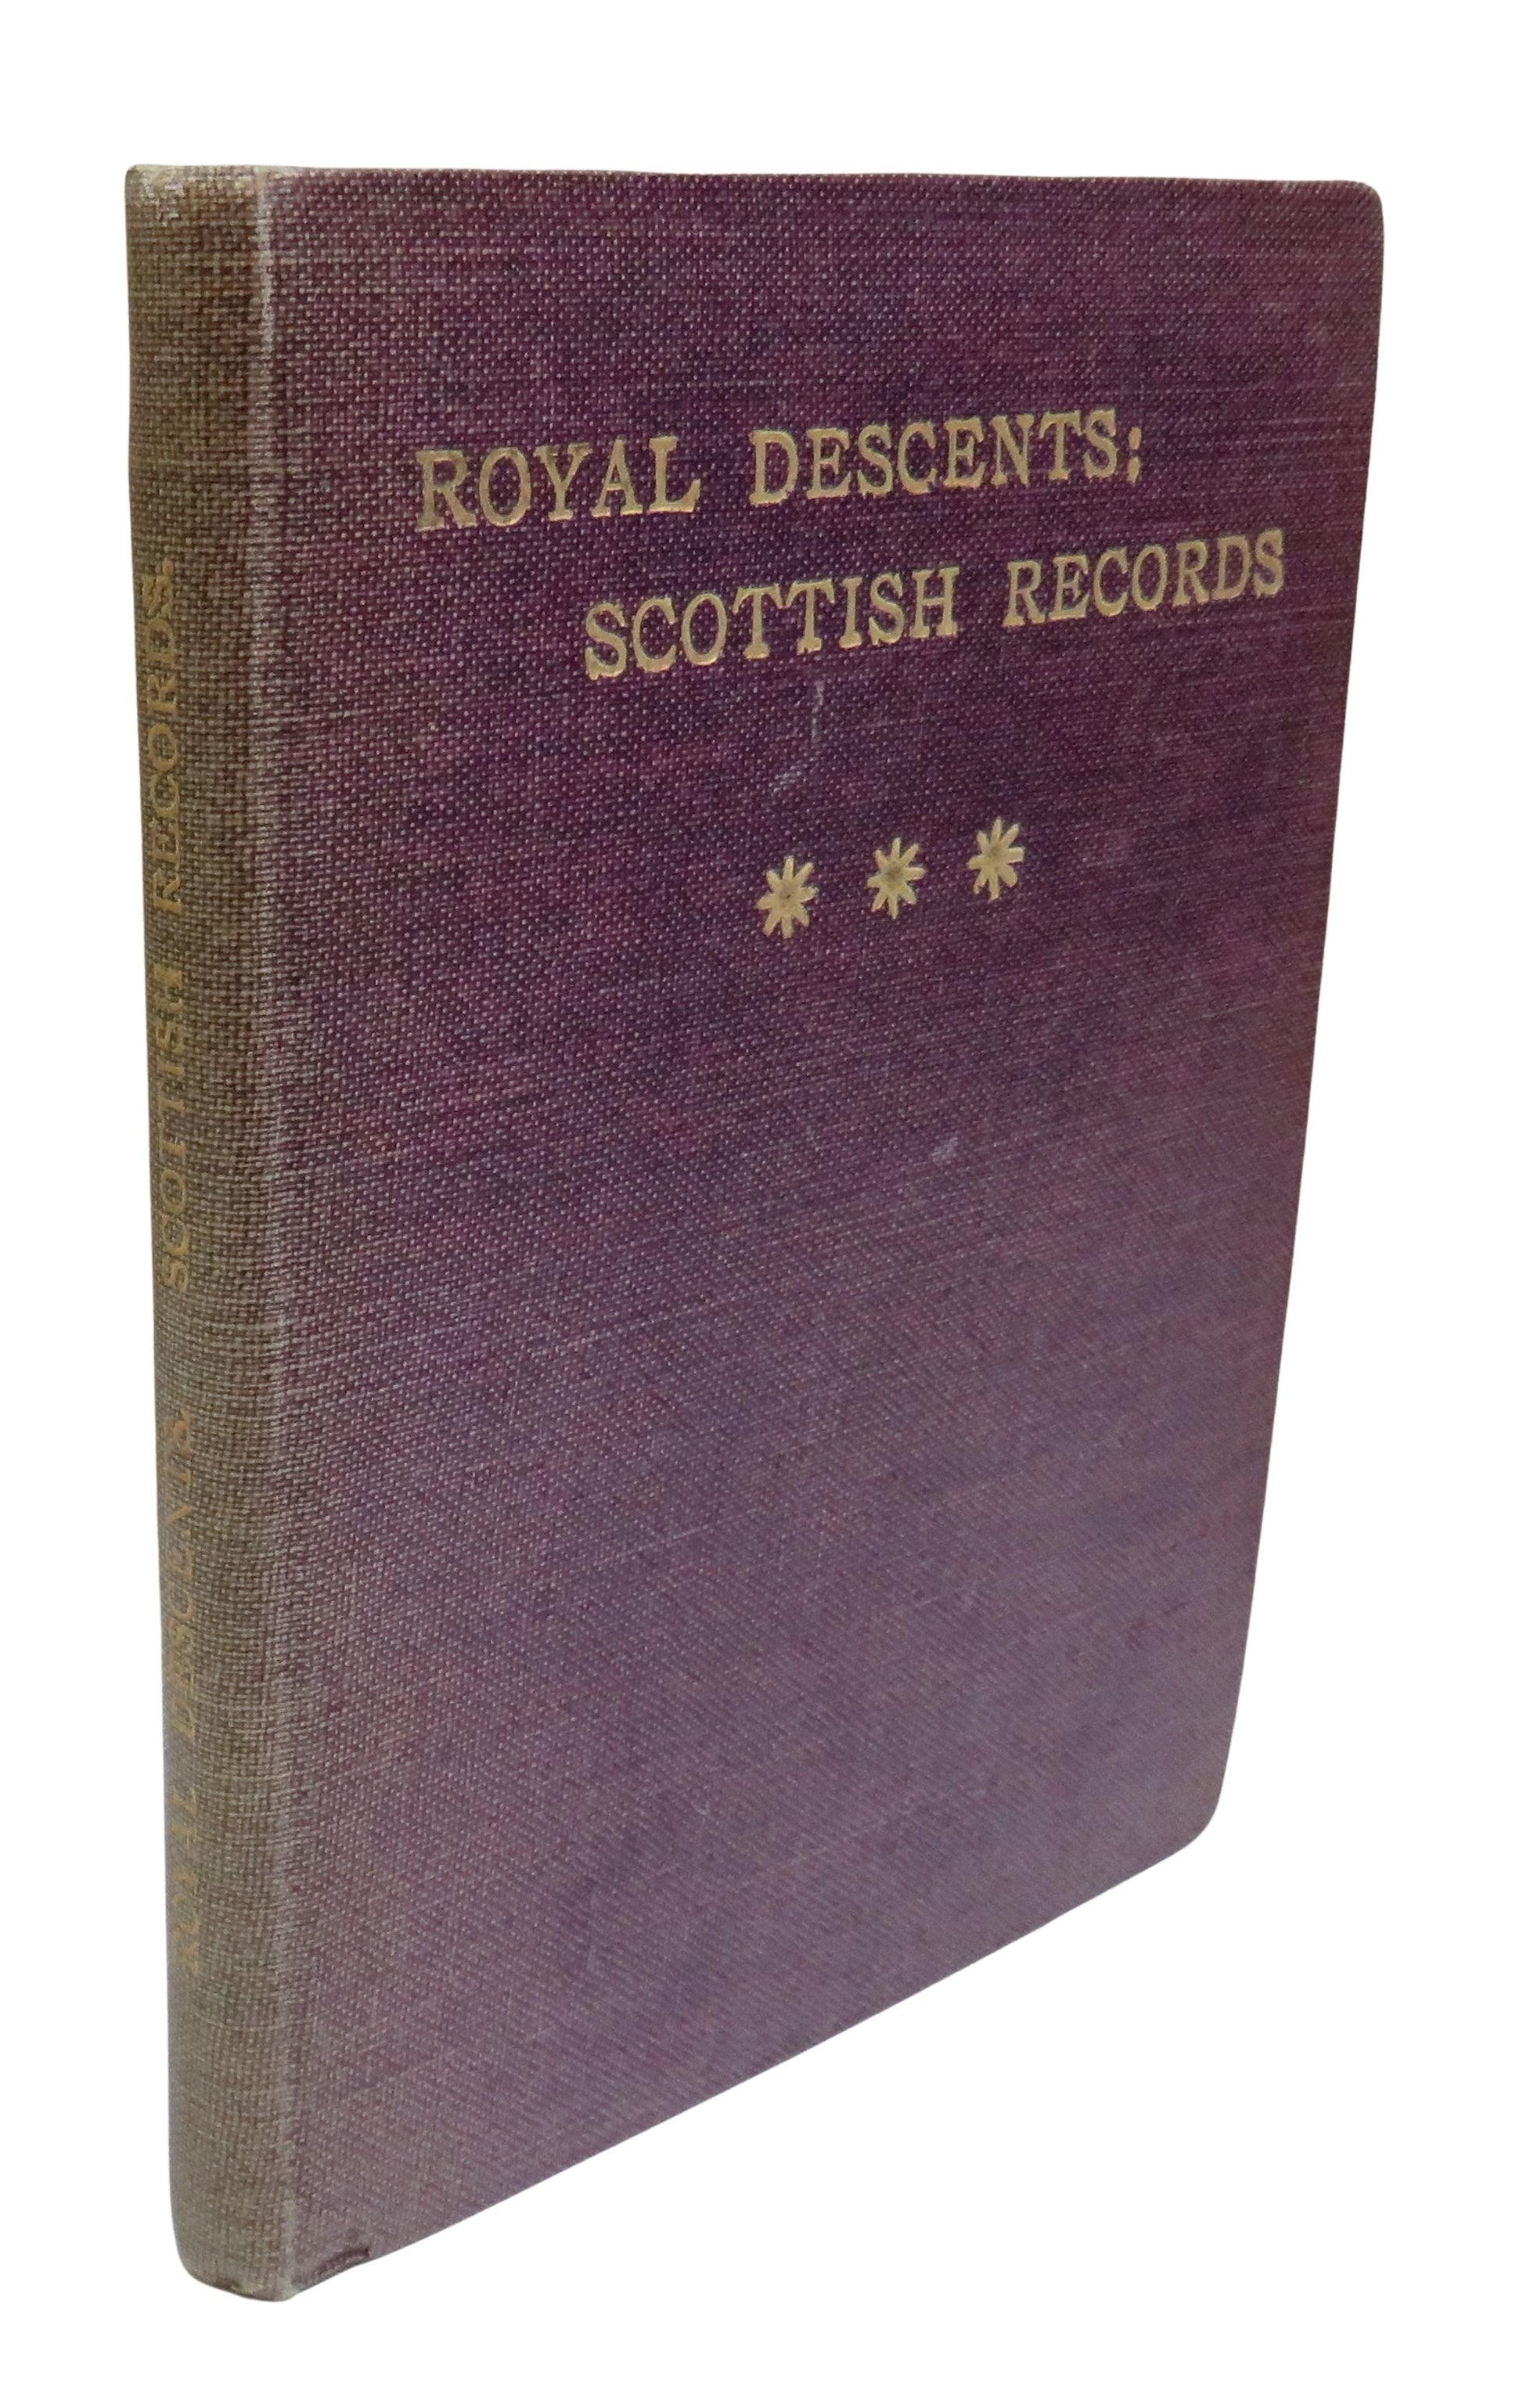 ROYAL DESCENTS:
SCOTTISH RECORDS
* * *
ROYAL DESCENTS. SCOTTISH RECORDS.